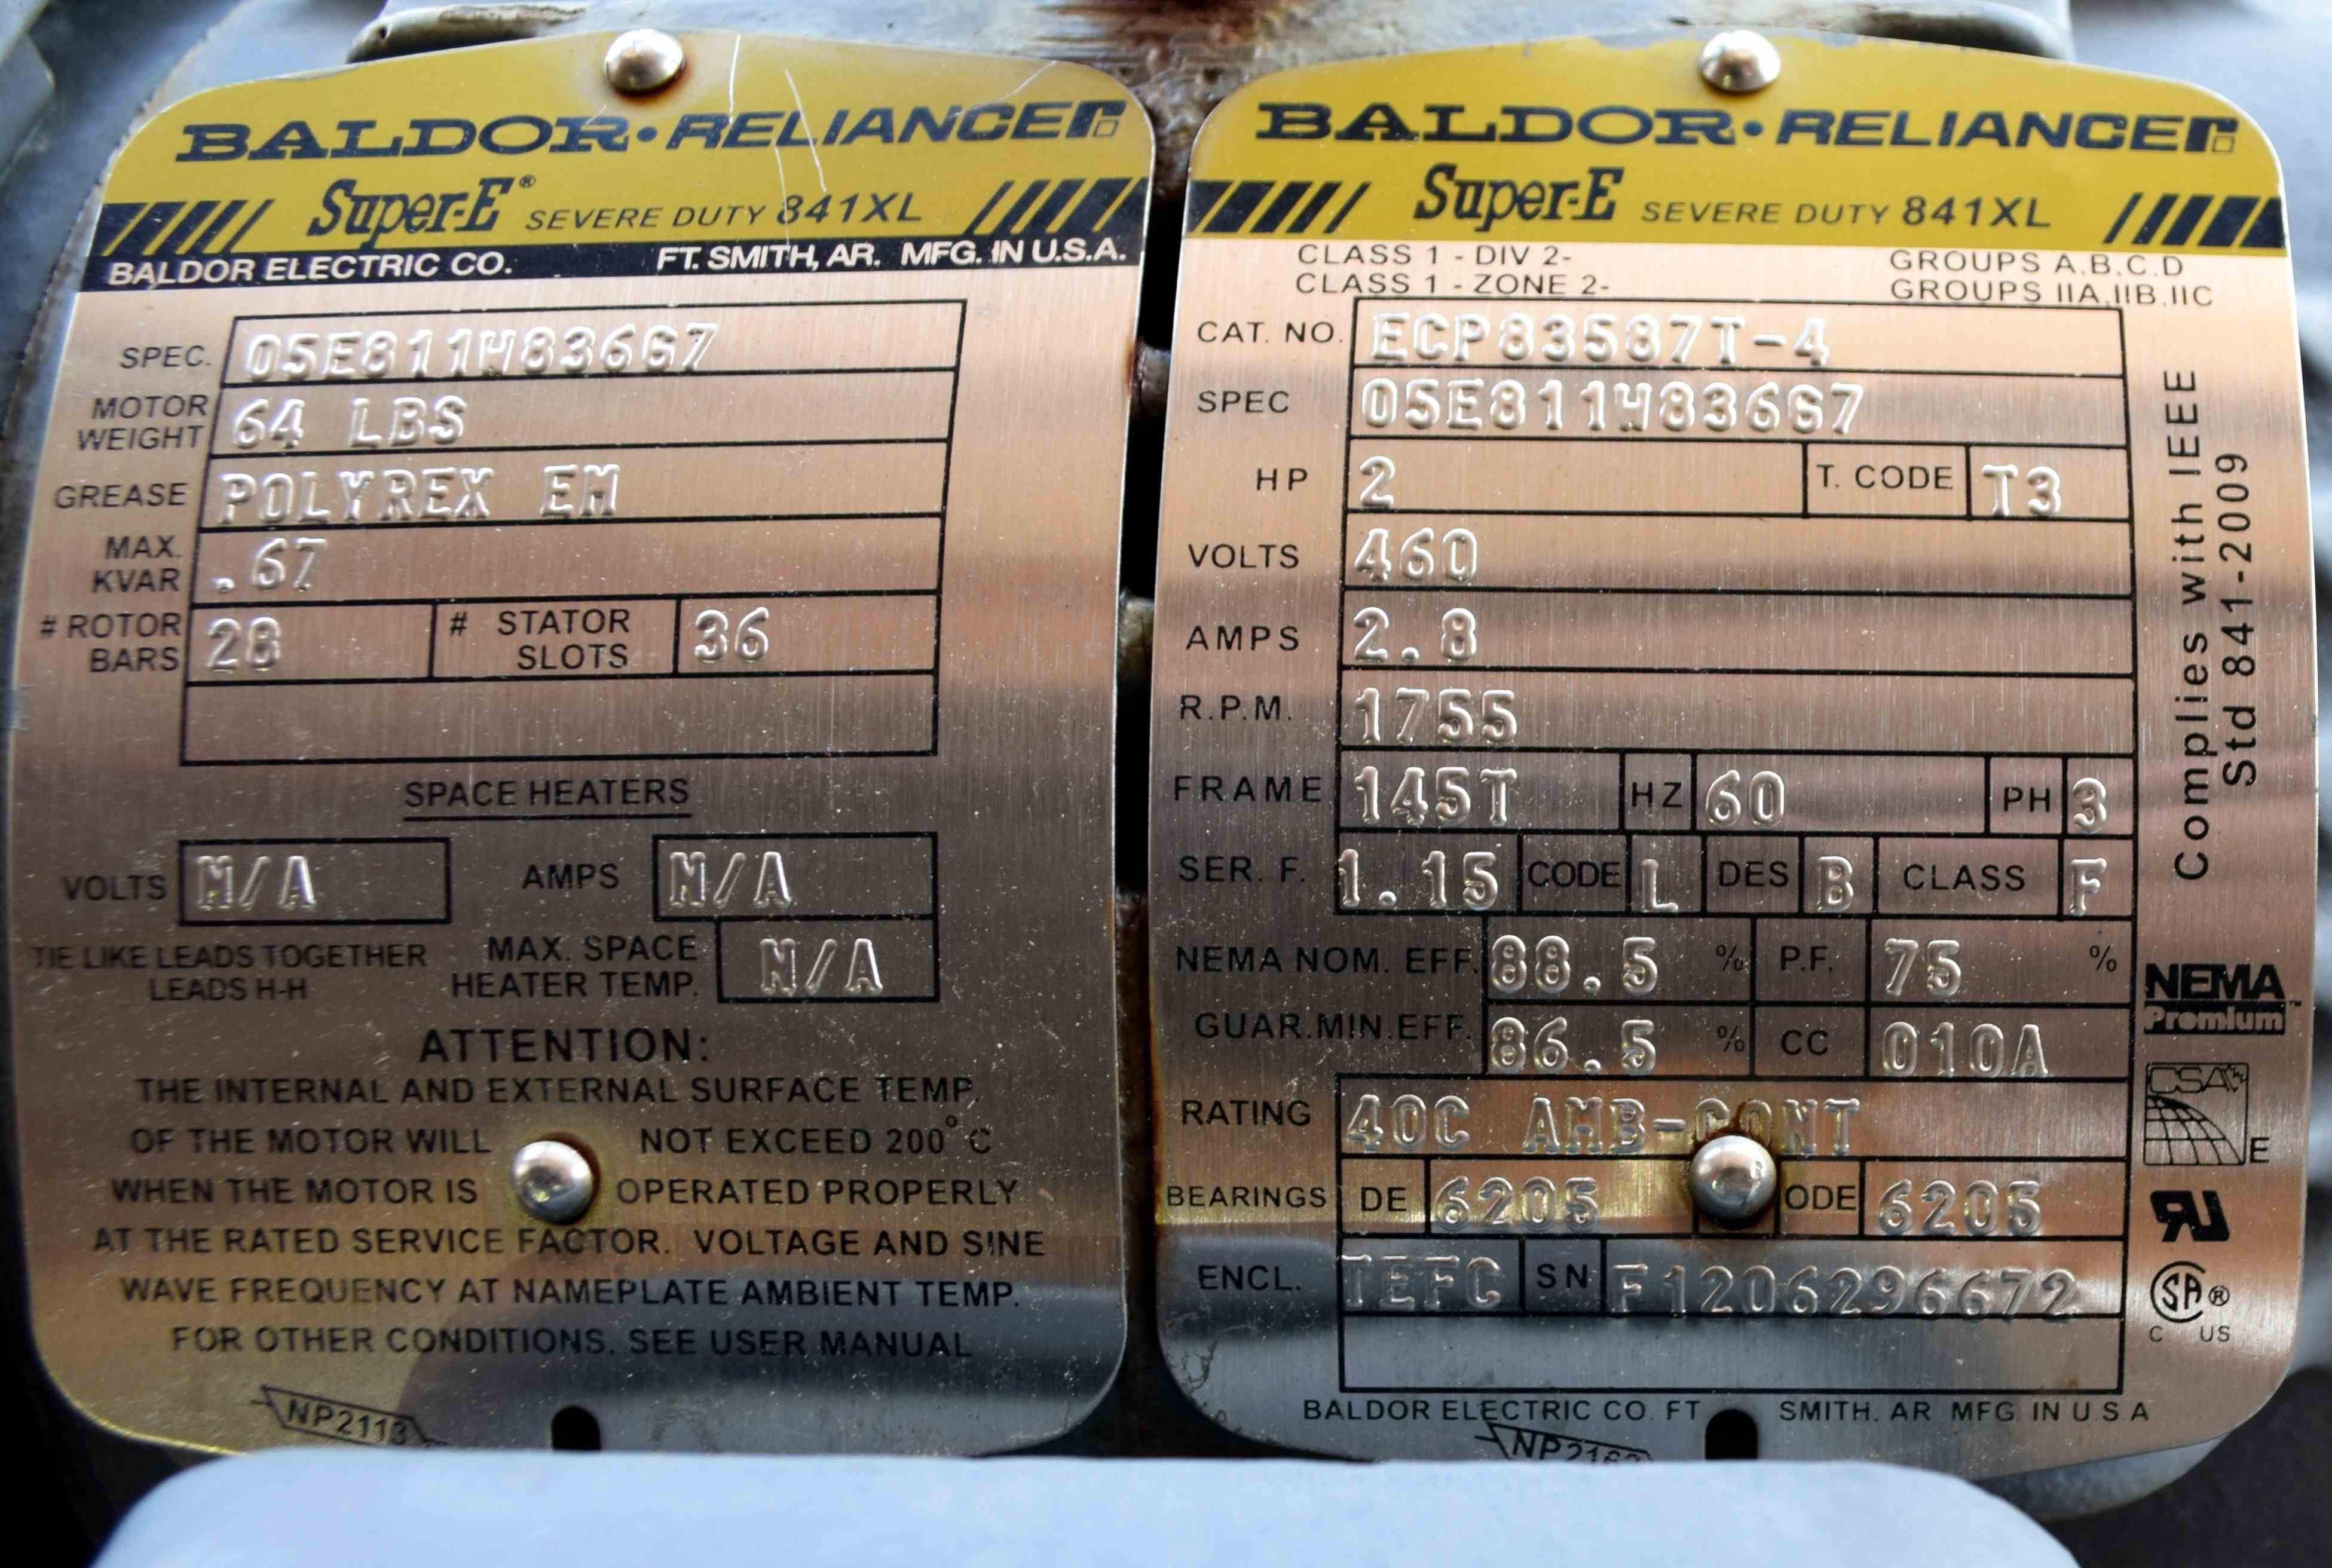 BALDOR•RELIANCE
Super-E® SEVERE DUTY 841XL
BALDOR ELECTRIC CO. FT. SMITH, AR. MFG. IN U.S.A.
SPEC. 05E811W836G7
MOTOR WEIGHT 64 LBS
GREASE POLYREX EM
MAX. KVAR .67
# ROTOR BARS 28 # STATOR SLOTS 36
SPACE HEATERS
VOLTS N/A AMPS N/A
TIE LIKE LEADS TOGETHER
LEADS H-H
MAX. SPACE HEATER TEMP. N/A
ATTENTION:
THE INTERNAL AND EXTERNAL SURFACE TEMP.
OF THE MOTOR WILL NOT EXCEED 200°C
WHEN THE MOTOR IS OPERATED PROPERLY
AT THE RATED SERVICE FACTOR. VOLTAGE AND SINE
WAVE FREQUENCY AT NAMEPLATE AMBIENT TEMP.
FOR OTHER CONDITIONS. SEE USER MANUAL
NP2113
BALDOR•RELIANCE
Super-E SEVERE DUTY 841XL
CLASS 1 - DIV 2- GROUPS A.B.C.D
CLASS 1 - ZONE 2- GROUPS IIA,IIB.IIC
CAT. NO. ECP83587T-4
SPEC 05E811W836G7
HP 2 T. CODE T3
VOLTS 460
AMPS 2.8
R.P.M. 1755
FRAME 145T HZ 60 PH 3
SER. F. 1.15 CODE L DES B CLASS F
NEMA NOM. EFF. 88.5 % P.F. 75 %
GUAR.MIN.EFF. 86.5 % CC 010A
RATING 40C AMB-CONT
BEARINGS DE 6205 ODE 6205
ENCL. TEFC SN F1206296672
BALDOR ELECTRIC CO. FT SMITH. AR MFG IN U S A
Complies with IEEE
Std 841-2009
NEMA
Premium™
CSA
E
RU
SA®
C US